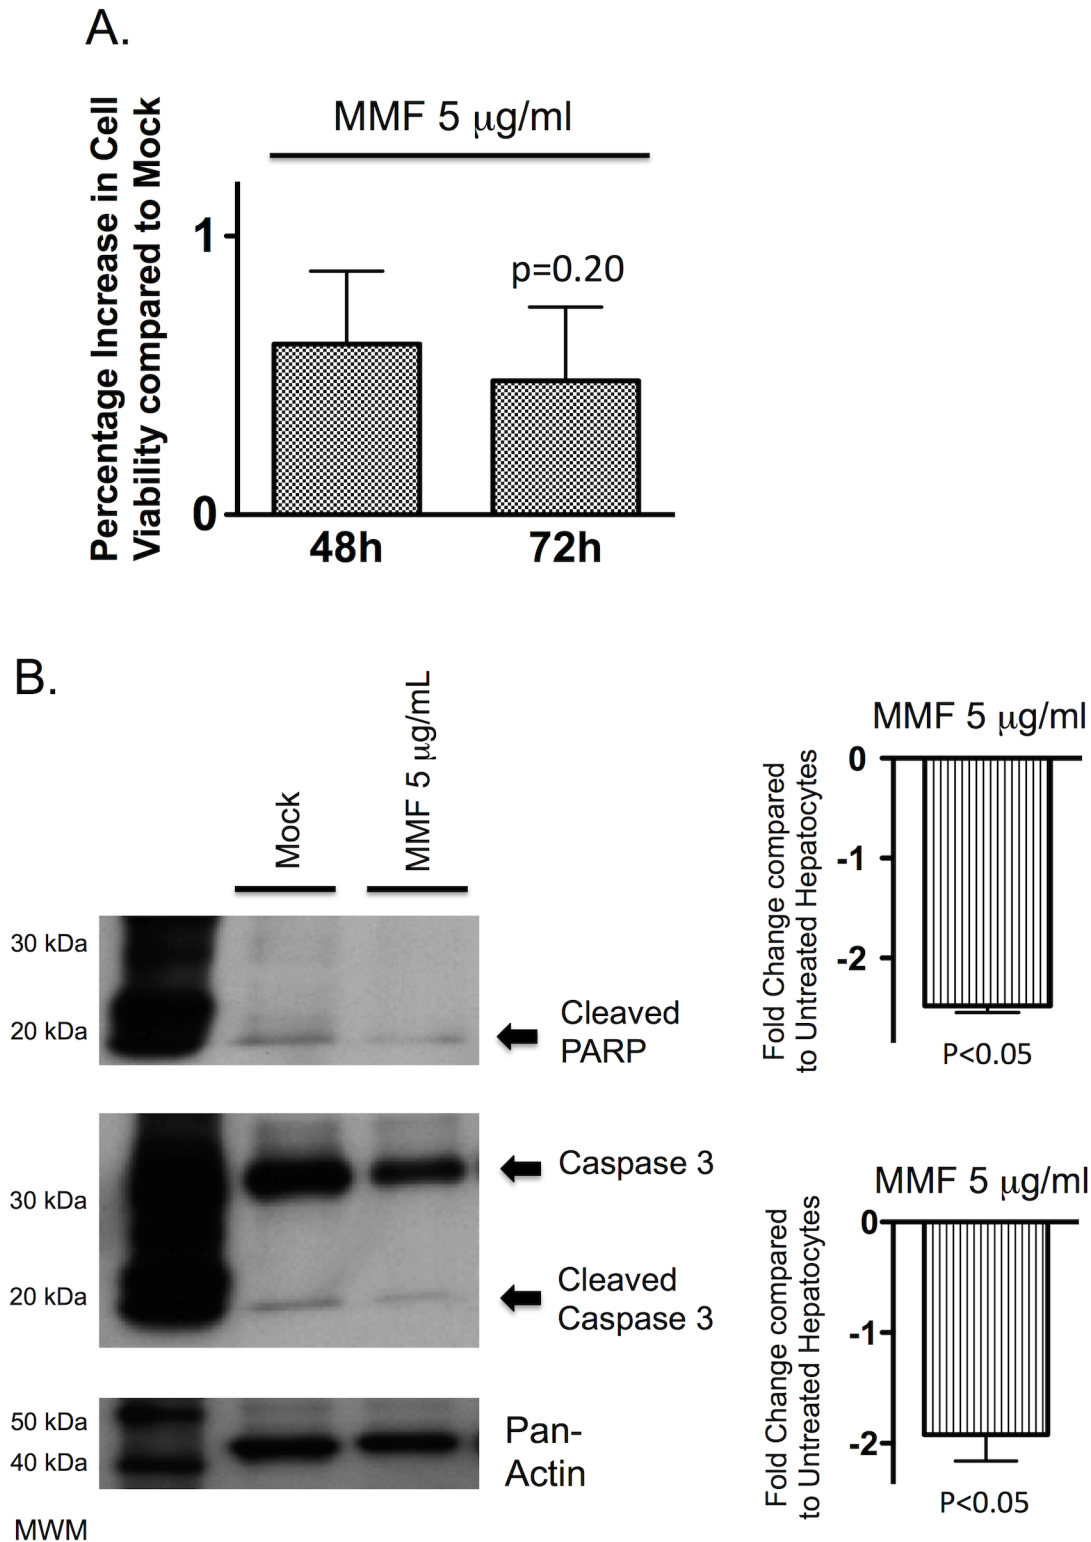 A.
MMF 5 μg/ml
Percentage Increase in Cell
Viability compared to Mock
1
p=0.20
0
48h
72h
B.
Mock
MMF 5 μg/mL
30 kDa
20 kDa
Cleaved
PARP
MMF 5 μg/ml
Fold Change compared
to Untreated Hepatocytes
0
-1
-2
P<0.05
30 kDa
20 kDa
Caspase 3
Cleaved
Caspase 3
MMF 5 μg/ml
Fold Change compared
to Untreated Hepatocytes
0
-1
-2
P<0.05
50 kDa
40 kDa
Pan-
Actin
MWM